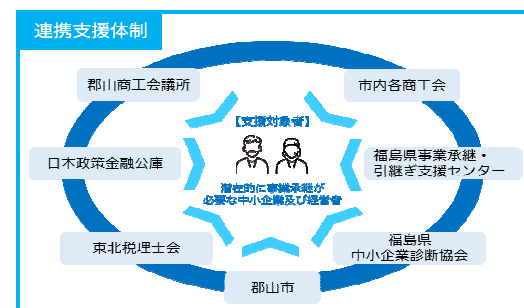 連携支援体制
郡山商工会議所
市内各商工会
【支援対象者】
日本政策金融公庫
福島県事業承継・
引継ぎ支援センター
潜在的に事業承継が
必要な中小企業及び経営者
東北税理士会
福島県
中小企業診断協会
郡山市